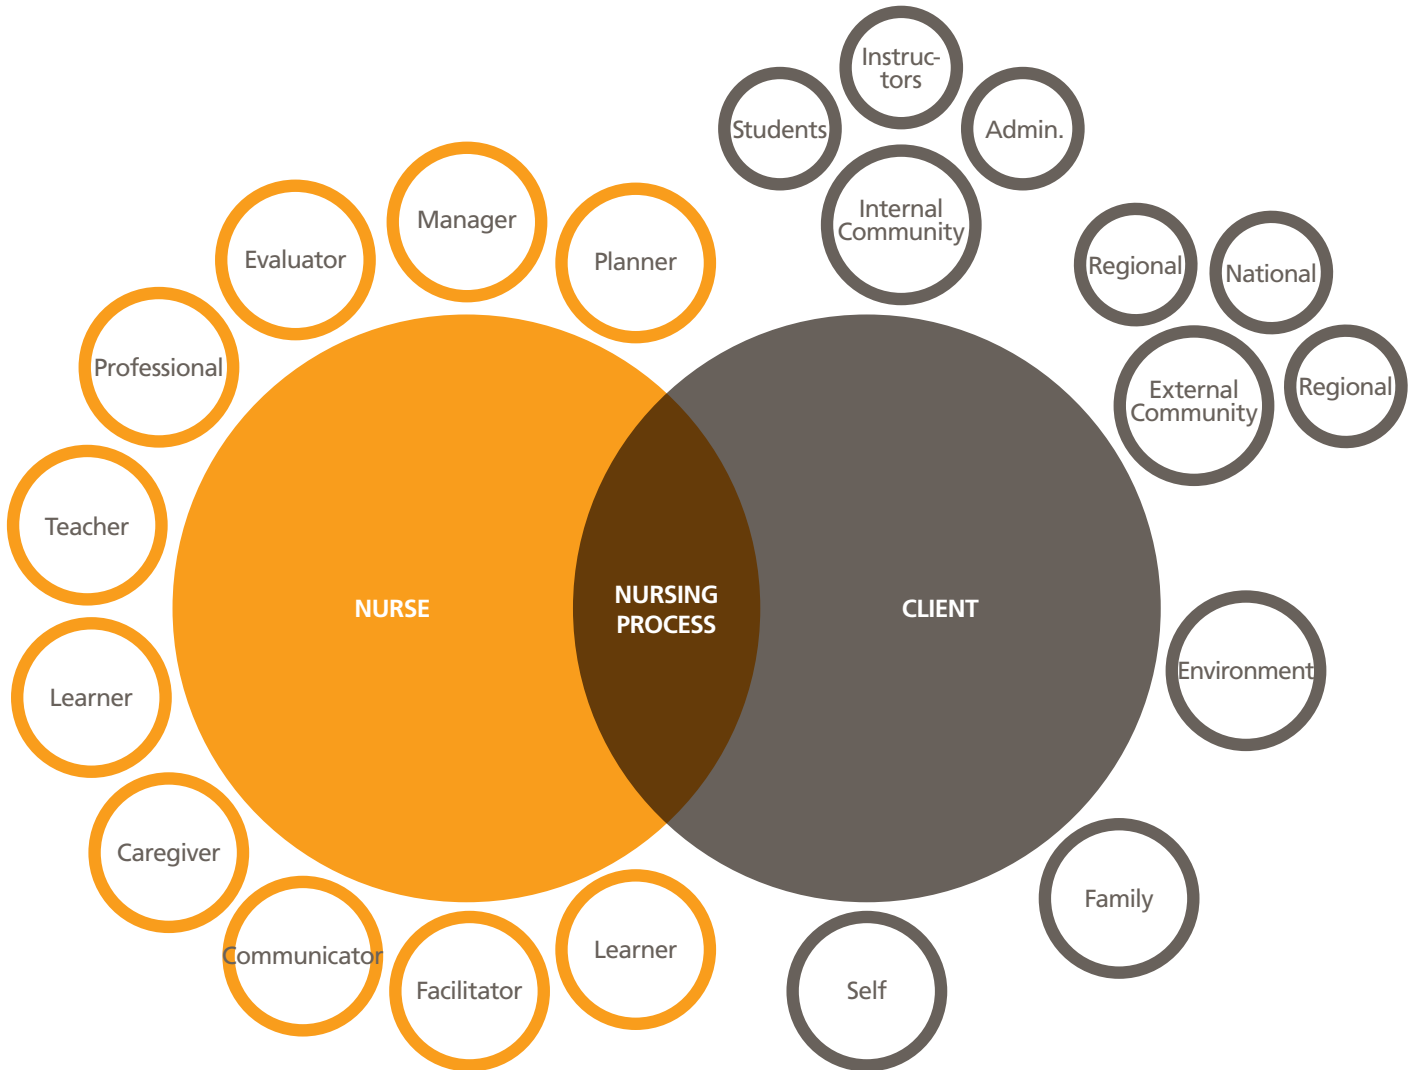 Instruc-
tors
Students
Admin.
Internal
Community
Manager
Evaluator
Planner
Regional
National
Professional
External
Community
Regional
Teacher
NURSE
NURSING
PROCESS
CLIENT
Learner
Environment
Caregiver
Family
Communicator
Facilitator
Learner
Self